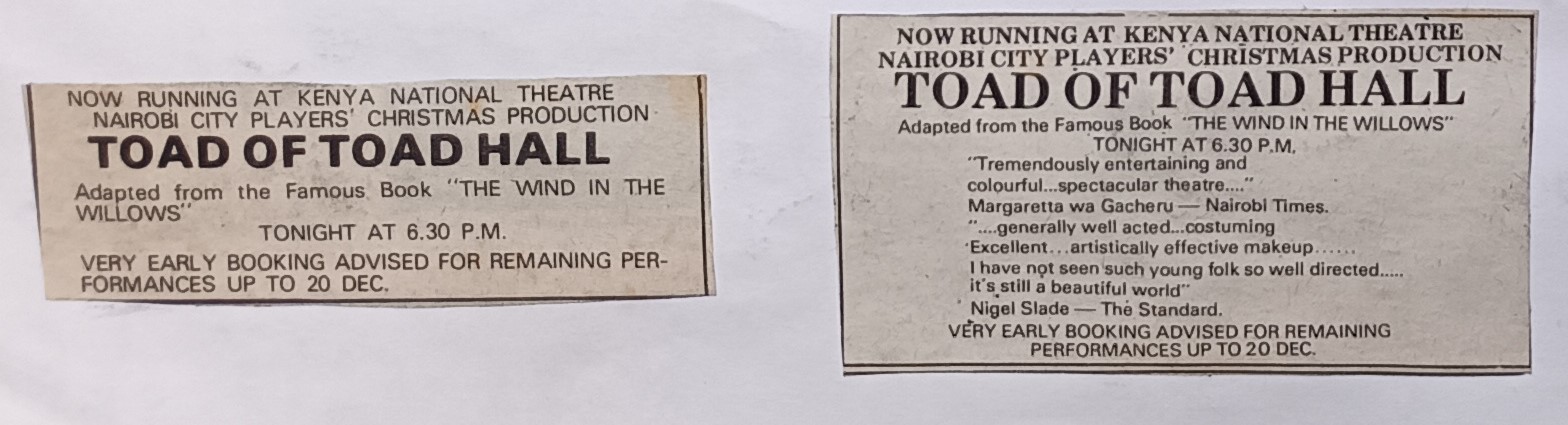 NOW RUNNING AT KENYA NATIONAL THEATRE
NAIROBI CITY PLAYERS' CHRISTMAS PRODUCTION
TOAD OF TOAD HALL
Adapted from the Famous Book "THE WIND IN THE
WILLOWS"
TONIGHT AT 6.30 P.M.
VERY EARLY BOOKING ADVISED FOR REMAINING PER-
FORMANCES UP TO 20 DEC.
NOW RUNNING AT KENYA NATIONAL THEATRE
NAIROBI CITY PLAYERS' CHRISTMAS PRODUCTION
TOAD OF TOAD HALL
Adapted from the Famous Book "THE WIND IN THE WILLOWS"
TONIGHT AT 6.30 P.M.
"Tremendously entertaining and
colourful...spectacular theatre...."
Margaretta wa Gacheru — Nairobi Times.
"....generally well acted...costuming
Excellent...artistically effective makeup......
I have not seen such young folk so well directed.....
it's still a beautiful world"
Nigel Slade — The Standard.
VERY EARLY BOOKING ADVISED FOR REMAINING
PERFORMANCES UP TO 20 DEC.